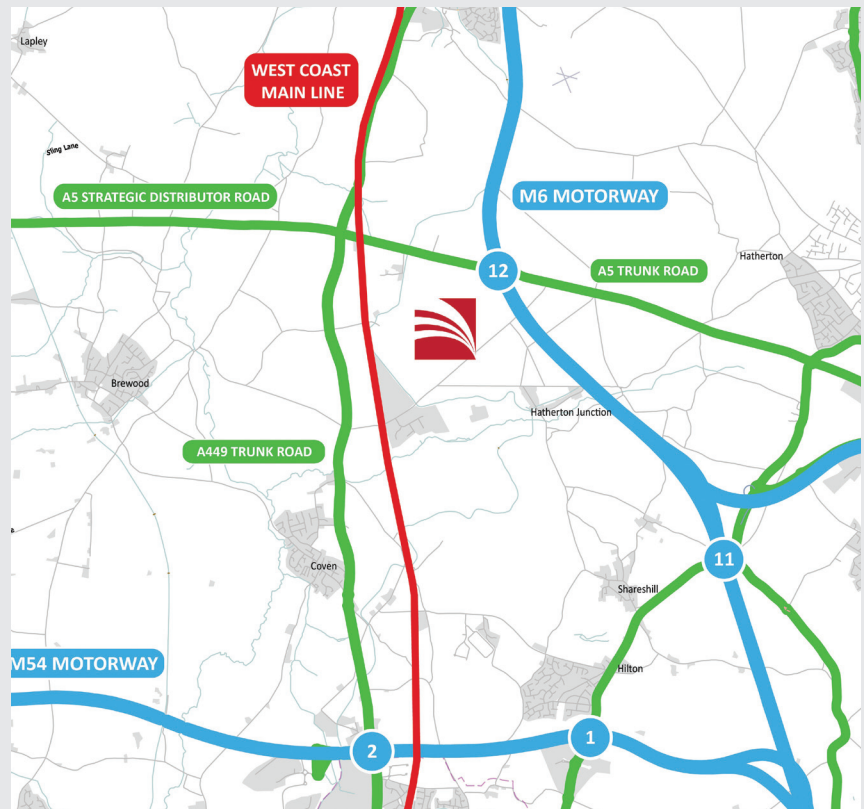 Lapley
WEST COAST
MAIN LINE
Sting Lane
A5 STRATEGIC DISTRIBUTOR ROAD
M6 MOTORWAY
Hatherton
12
A5 TRUNK ROAD
Brewood
Hatherton Junction
A449 TRUNK ROAD
11
Coven
Shareshill
M54 MOTORWAY
Hilton
2
1